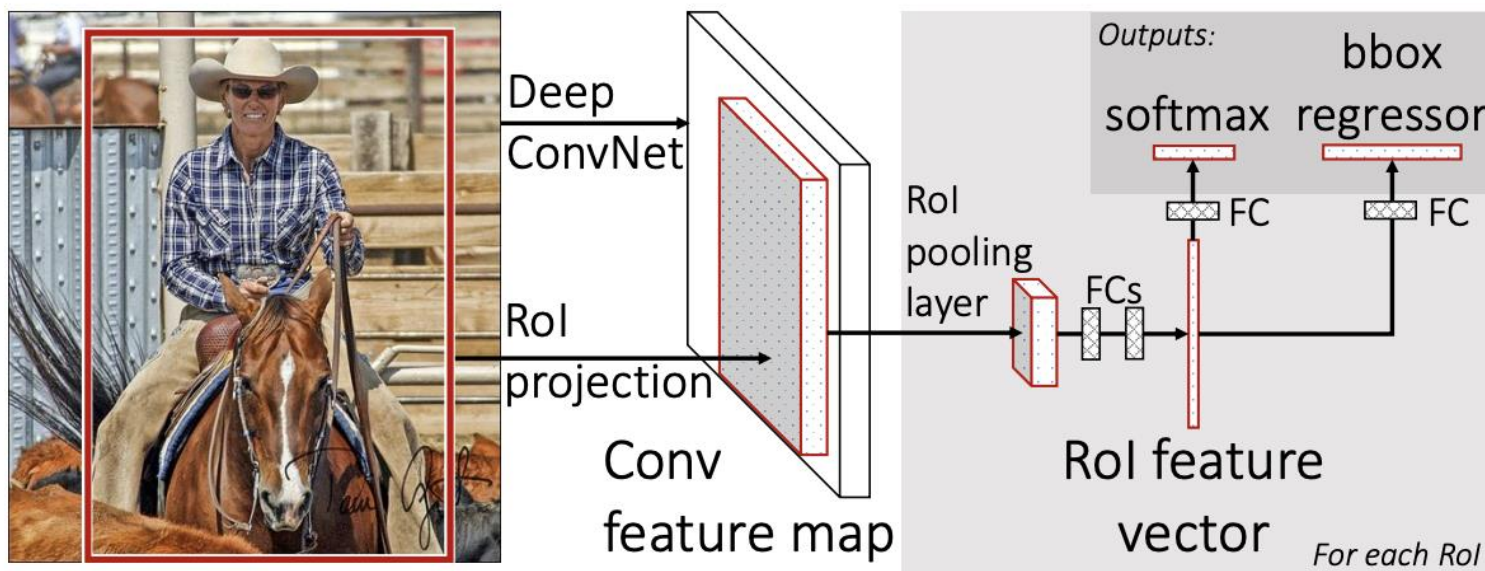 Deep
ConvNet
RoI
projection
Conv
feature map
RoI
pooling
layer
FCs
Outputs:
softmax
bbox
regressor
FC
FC
RoI feature
vector
For each RoI